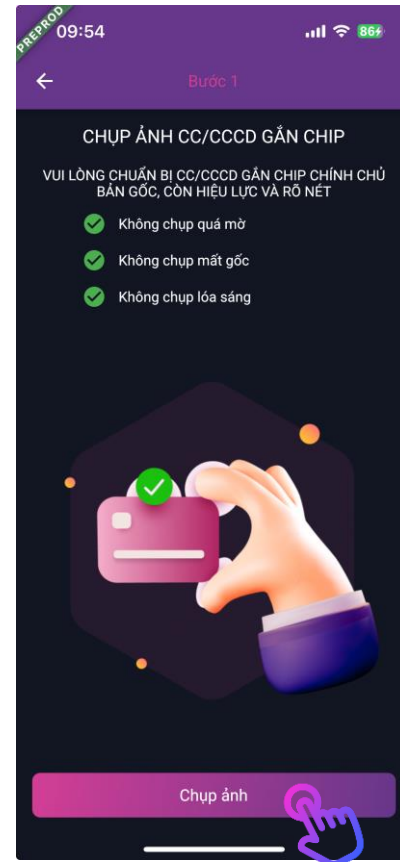 PREPROD
09:54
86
Bước 1
CHỤP ẢNH CC/CCCD GẮN CHIP
VUI LÒNG CHUẨN BỊ CC/CCCD GẮN CHIP CHÍNH CHỦ
BẢN GỐC, CÒN HIỆU LỰC VÀ RÕ NÉT
Không chụp quá mờ
Không chụp mất gốc
Không chụp lóa sáng
Chụp ảnh